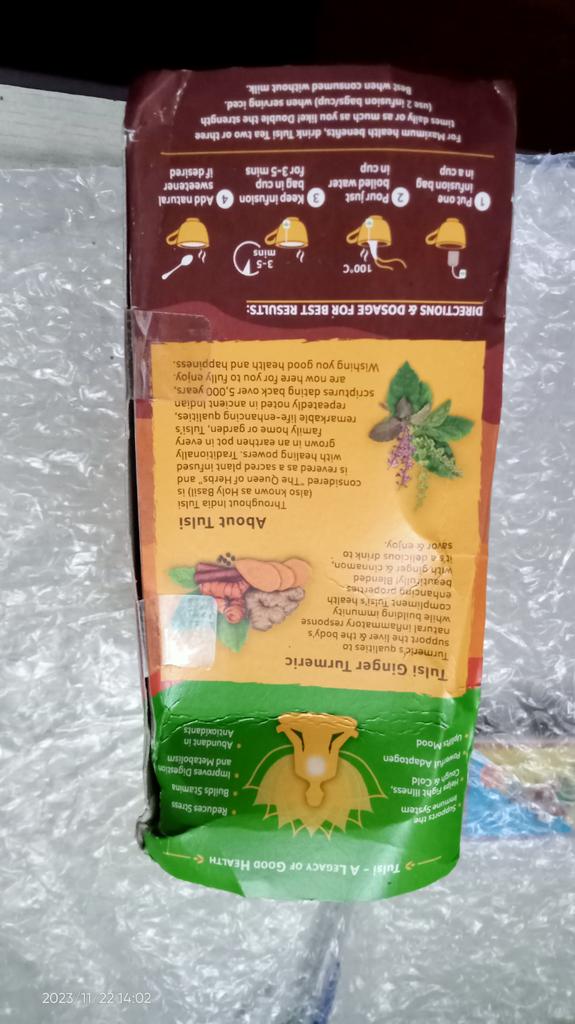 Tulsi – A Legacy of Good Health
Reduces Stress
Builds Stamina
Improves Digestion
and Metabolism
Abundant in
Antioxidants
Supports the
Immune System
Helps Fight Illness,
Cough & Cold
Powerful Adaptogen
Uplifts Mood
Tulsi Ginger Turmeric
Turmeric's qualities to
support the liver & the body's
natural inflammatory response
while building immunity
compliment Tulsi's health
enhancing properties.
beautifully! Blended
with ginger & cinnamon,
it's a delicious drink to
savor & enjoy.
About Tulsi
Throughout India Tulsi
(also known as Holy Basil) is
considered "The Queen of Herbs" and
is revered as a sacred plant infused
with healing powers. Traditionally
grown in an earthen pot in every
family home or garden, Tulsi's
remarkable life-enhancing qualities,
repeatedly noted in ancient Indian
scriptures dating back over 5,000 years,
are now here for you to fully enjoy.
Wishing you good health and happiness.
DIRECTIONS & DOSAGE FOR BEST RESULTS:
100°C
3-5
mins
1 Put one
infusion bag
in a cup
2 Pour just
boiled water
in cup
3 Keep infusion
bag in cup
for 3-5 mins
4 Add natural
sweetener
if desired
For Maximum health benefits, drink Tulsi Tea two or three
times daily or as much as you like! Double the strength
(use 2 infusion bags/cup) when serving iced.
Best when consumed without milk.
2023/11/22 14:02